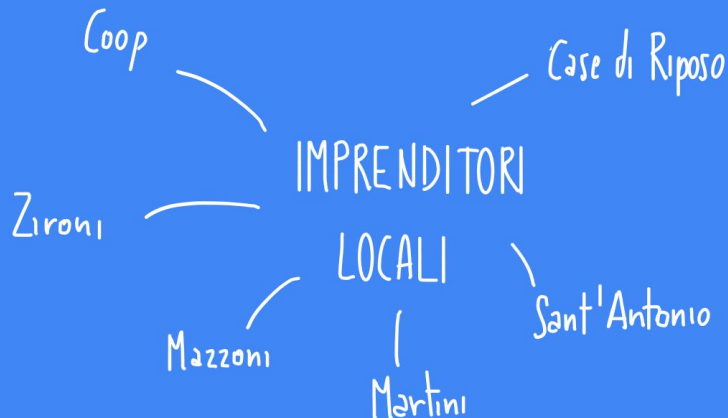 Coop
Case di Riposo
IMPRENDITORI
LOCALI
Zironi
Sant'Antonio
Mazzoni
Martini